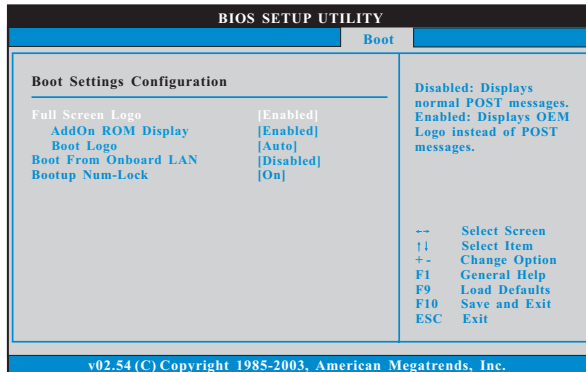 BIOS SETUP UTILITY
Boot
Boot Settings Configuration
Full Screen Logo [Enabled]
AddOn ROM Display [Enabled]
Boot Logo [Auto]
Boot From Onboard LAN [Disabled]
Bootup Num-Lock [On]
Disabled: Displays
normal POST messages.
Enabled: Displays OEM
Logo instead of POST
messages.
←→ Select Screen
↑↓ Select Item
+ - Change Option
F1 General Help
F9 Load Defaults
F10 Save and Exit
ESC Exit
v02.54 (C) Copyright 1985-2003, American Megatrends, Inc.